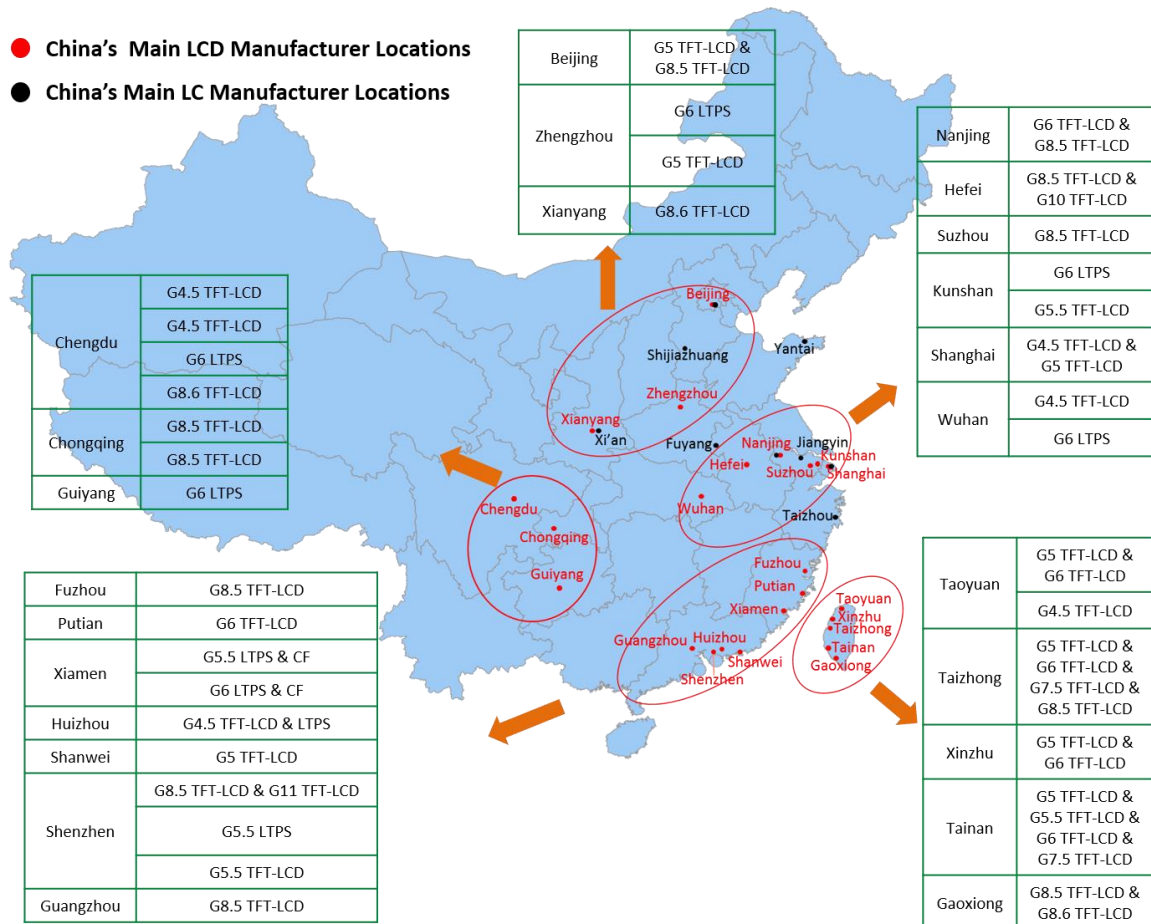 China's Main LCD Manufacturer Locations
China's Main LC Manufacturer Locations
Beijing
G5 TFT-LCD &
G8.5 TFT-LCD
Zhengzhou
G6 LTPS
G5 TFT-LCD
Xianyang
G8.6 TFT-LCD
Nanjing
G6 TFT-LCD &
G8.5 TFT-LCD
Hefei
G8.5 TFT-LCD &
G10 TFT-LCD
Suzhou
G8.5 TFT-LCD
Kunshan
G6 LTPS
G5.5 TFT-LCD
Shanghai
G4.5 TFT-LCD &
G5 TFT-LCD
Wuhan
G4.5 TFT-LCD
G6 LTPS
Chengdu
G4.5 TFT-LCD
G4.5 TFT-LCD
G6 LTPS
G8.6 TFT-LCD
Chongqing
G8.5 TFT-LCD
G8.5 TFT-LCD
Guiyang
G6 LTPS
Beijing
Shijiazhuang
Yantai
Zhengzhou
Xianyang
Xi'an
Fuyang
Nanjing
Jiangyin
Kunshan
Hefei
Suzhou
Shanghai
Wuhan
Taizhou
Chengdu
Chongqing
Guiyang
Fuzhou
Putian
Xiamen
Guangzhou
Huizhou
Shanwei
Shenzhen
Taoyuan
Xinzhu
Taizhong
Tainan
Gaoxiong
Fuzhou
G8.5 TFT-LCD
Putian
G6 TFT-LCD
Xiamen
G5.5 LTPS & CF
G6 LTPS & CF
Huizhou
G4.5 TFT-LCD & LTPS
Shanwei
G5 TFT-LCD
Shenzhen
G8.5 TFT-LCD & G11 TFT-LCD
G5.5 LTPS
G5.5 TFT-LCD
Guangzhou
G8.5 TFT-LCD
Taoyuan
G5 TFT-LCD &
G6 TFT-LCD
G4.5 TFT-LCD
Taizhong
G5 TFT-LCD &
G6 TFT-LCD &
G7.5 TFT-LCD &
G8.5 TFT-LCD
Xinzhu
G5 TFT-LCD &
G6 TFT-LCD
Tainan
G5 TFT-LCD &
G5.5 TFT-LCD &
G6 TFT-LCD &
G7.5 TFT-LCD
Gaoxiong
G8.5 TFT-LCD &
G8.6 TFT-LCD